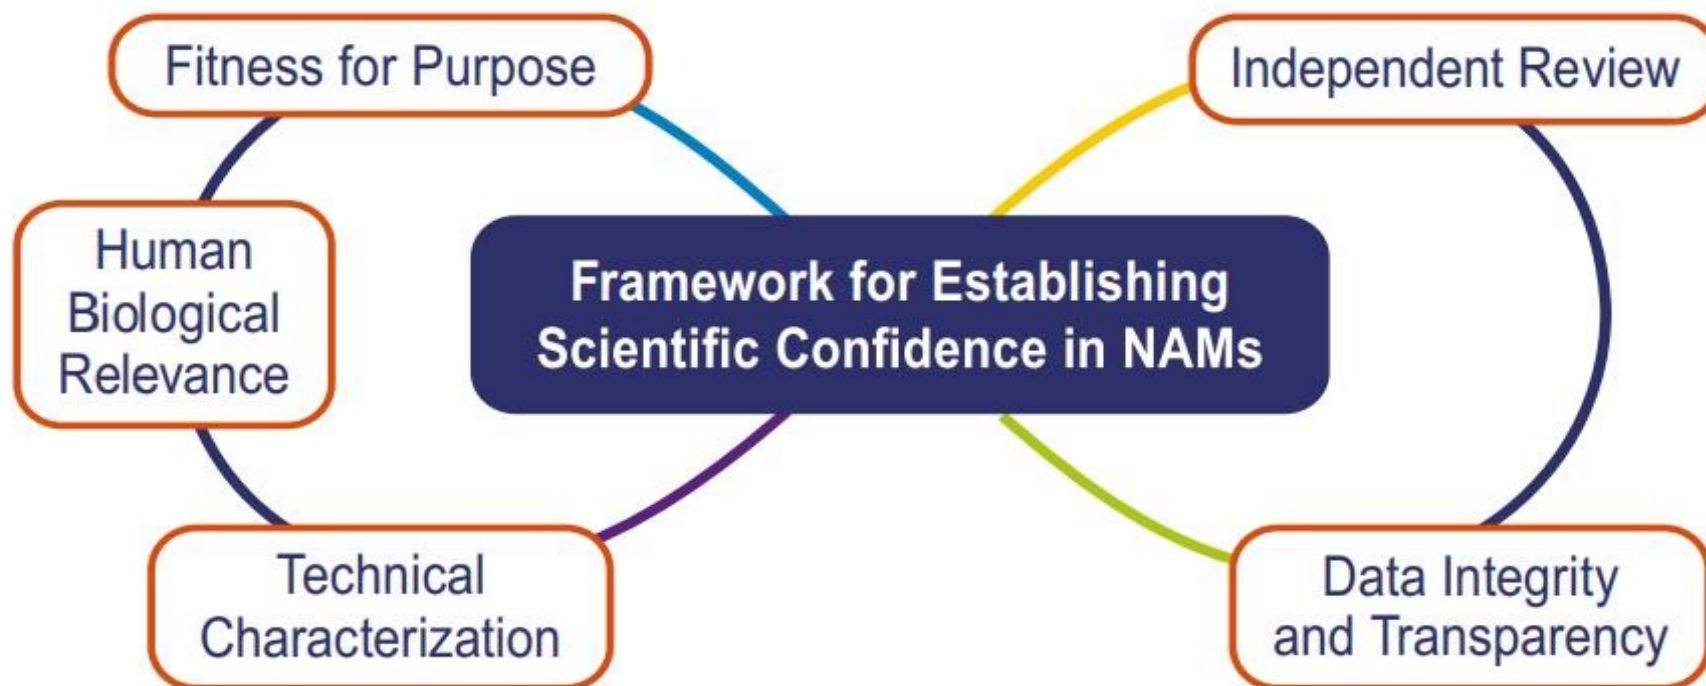 Fitness for Purpose
Independent Review
Human
Biological
Relevance
Framework for Establishing
Scientific Confidence in NAMs
Technical
Characterization
Data Integrity
and Transparency